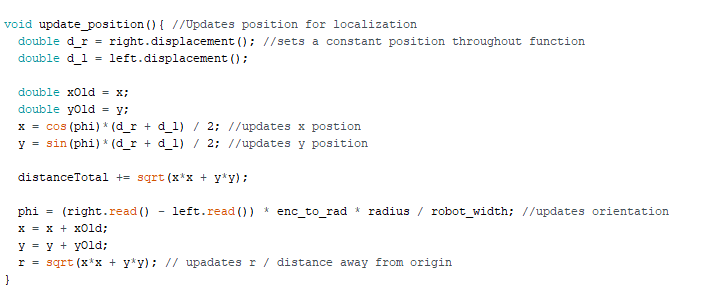 void update_position(){ //Updates position for localization
  double d_r = right.displacement(); //sets a constant position throughout function
  double d_l = left.displacement();

  double xOld = x;
  double yOld = y;
  x = cos(phi)*(d_r + d_l) / 2; //updates x postion
  y = sin(phi)*(d_r + d_l) / 2; //updates y position

  distanceTotal += sqrt(x*x + y*y);

  phi = (right.read() - left.read()) * enc_to_rad * radius / robot_width; //updates orientation
  x = x + xOld;
  y = y + yOld;
  r = sqrt(x*x + y*y); // upadates r / distance away from origin
}